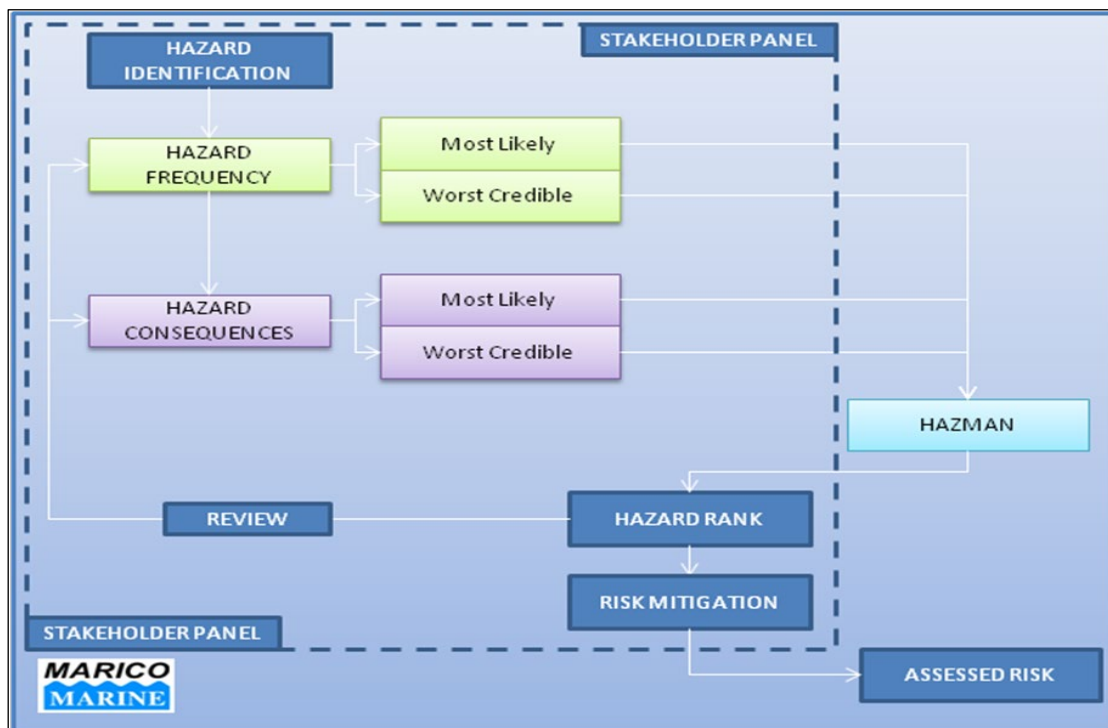 STAKEHOLDER PANEL
HAZARD
IDENTIFICATION
HAZARD
FREQUENCY
Most Likely
Worst Credible
HAZARD
CONSEQUENCES
Most Likely
Worst Credible
HAZMAN
REVIEW
HAZARD RANK
RISK MITIGATION
STAKEHOLDER PANEL
MARICO
MARINE
ASSESSED RISK